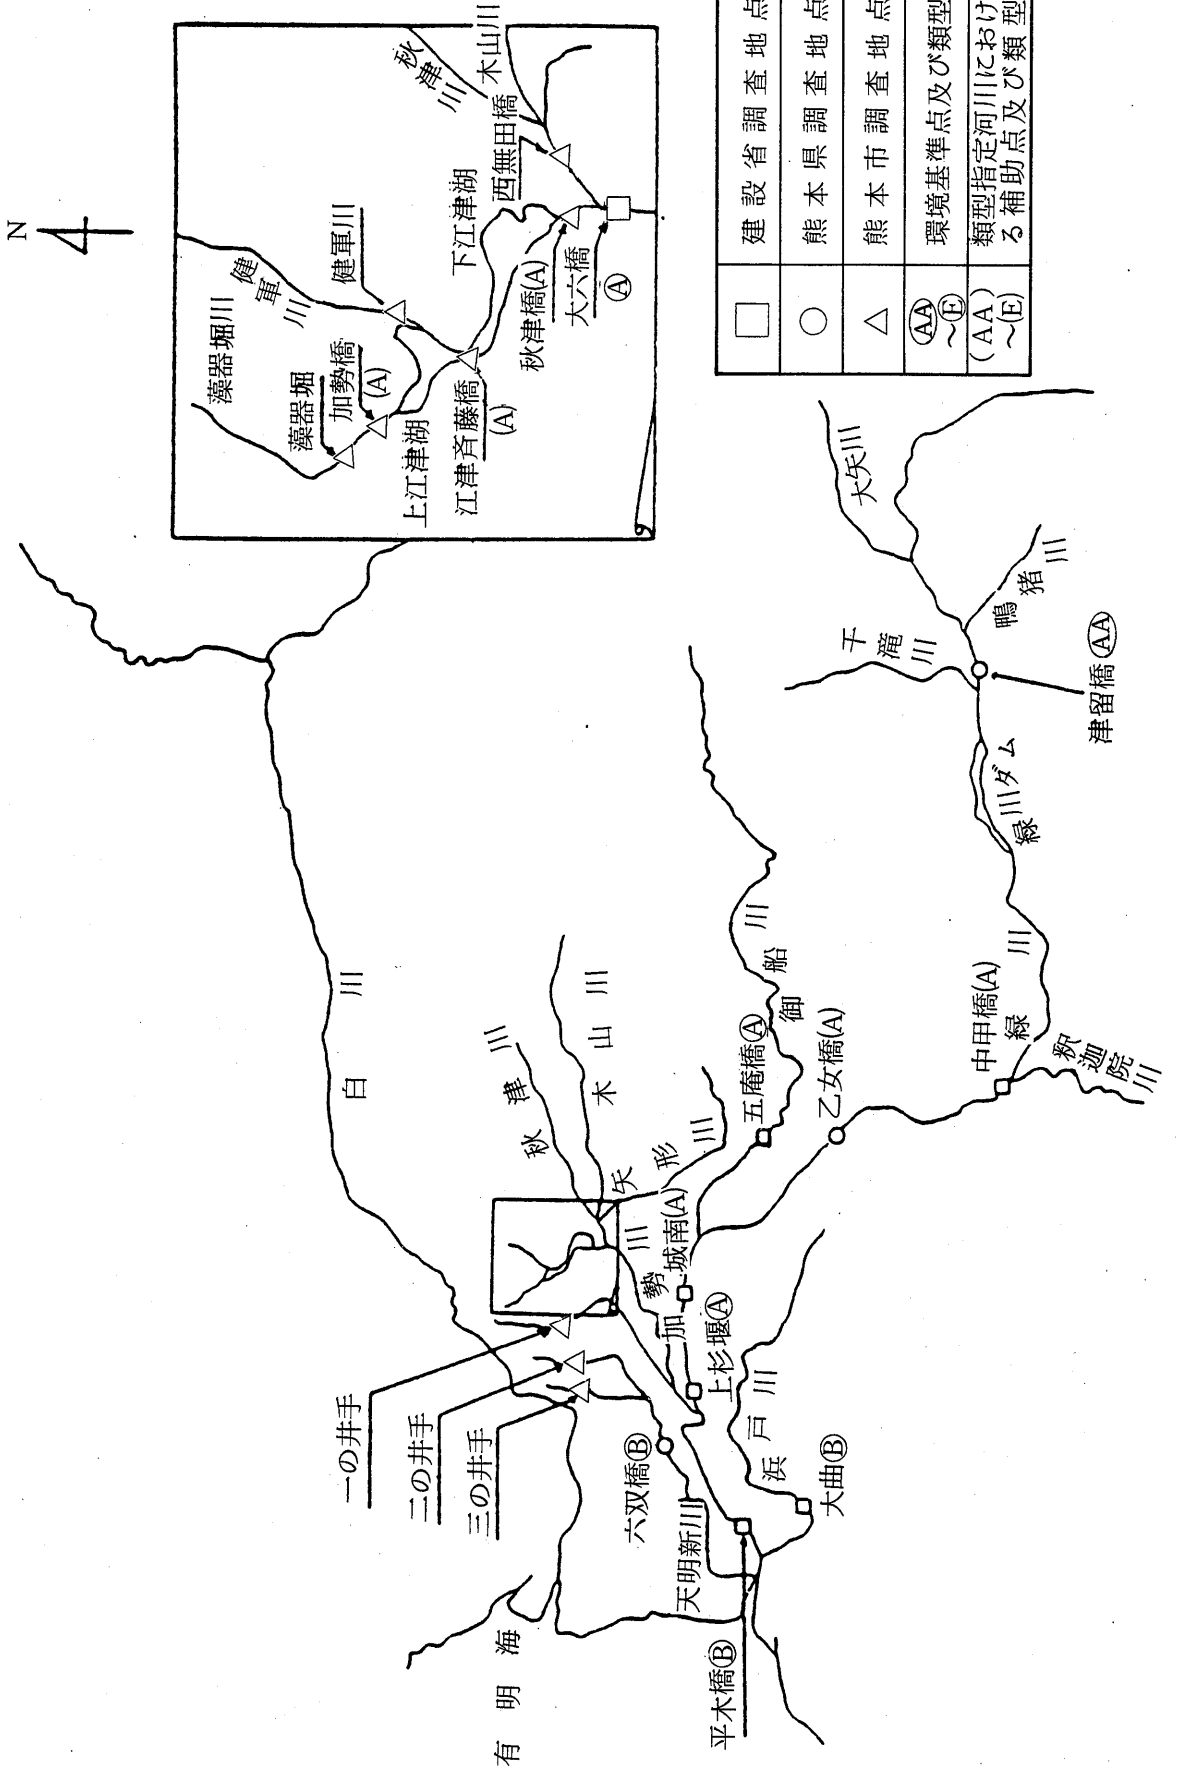 N
秋津川
木山川
西無田橋
下江津湖
健軍川
健軍川
藻器堀川
加勢橋
(A)
藻器堀
上江津湖
江津斉藤橋
(A)
秋津橋(A)
大六橋
Ⓐ
□ 建設省調査地点
○ 熊本県調査地点
△ 熊本市調査地点
AA～Ⓔ 環境基準点及び類型
(AA)～(E) 類型指定河川における補助点及び類型
白川
秋津川
木山川
矢形川
加勢川
御船川
五庵橋Ⓐ
乙女橋(A)
城南(A)
上杉堰Ⓐ
浜戸川
大曲Ⓑ
一の井手
二の井手
三の井手
六双橋Ⓑ
天明新川
平木橋Ⓑ
有明海
大矢川
鴨猪川
千滝川
津留橋AA
緑川ダム
緑川
中甲橋(A)
釈迦院川